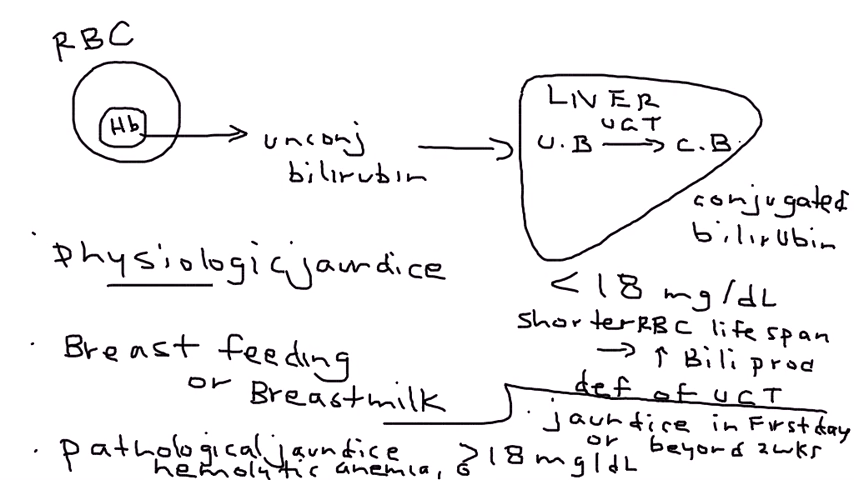 RBC
Hb
unconj
bilirubin
LIVER
UGT
U.B → C.B.
conjugated
bilirubin
• Physiologic jaundice
< 18 mg/dL
shorter RBC life span
→ ↑ Bili prod
def of UGT
• Breast feeding
or Breastmilk
• jaundice in First day
or beyond 2wks
• pathological jaundice > 18 mg/dL
hemolytic anemia,